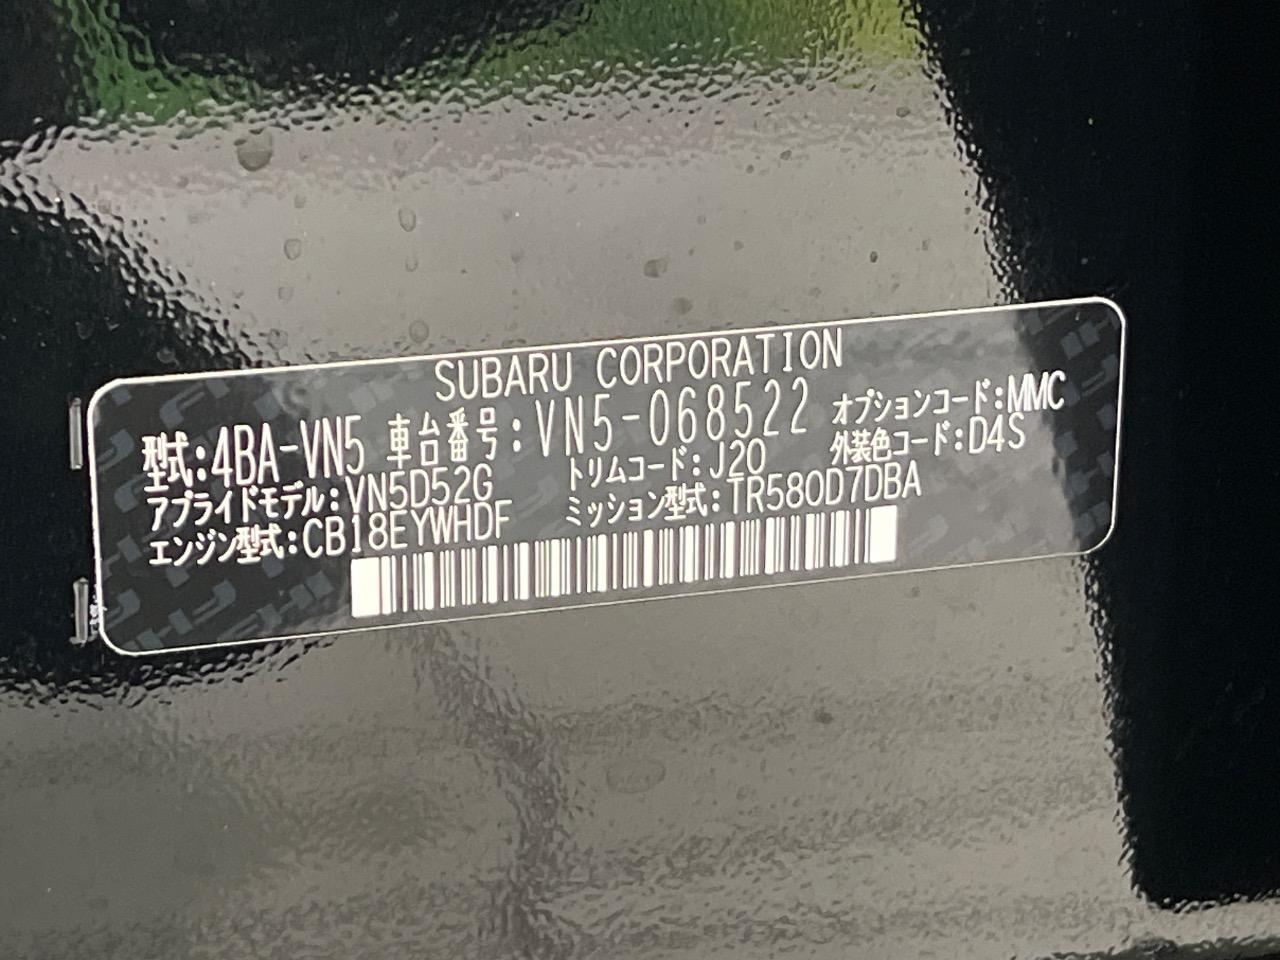 SUBARU CORPORATION
型式:4BA-VN5 車台番号:VN5-068522 オプションコード:MMC
アプライドモデル:VN5D52G トリムコード:J20 外装色コード:D4S
エンジン型式:CB18EYWHDF ミッション型式:TR580D7DBA